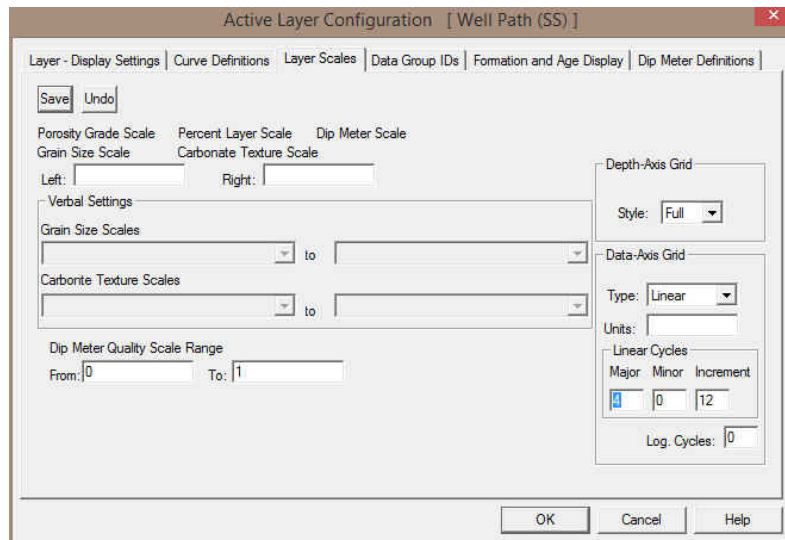 Active Layer Configuration [ Well Path (SS) ]
Layer - Display Settings Curve Definitions Layer Scales Data Group IDs Formation and Age Display Dip Meter Definitions
Save Undo
Porosity Grade Scale Percent Layer Scale Dip Meter Scale
Grain Size Scale Carbonate Texture Scale
Left: Right:
Verbal Settings
Grain Size Scales
to
Carbonte Texture Scales
to
Dip Meter Quality Scale Range
From: 0 To: 1
Depth-Axis Grid
Style: Full
Data-Axis Grid
Type: Linear
Units:
Linear Cycles
Major Minor Increment
4 0 12
Log. Cycles: 0
OK Cancel Help